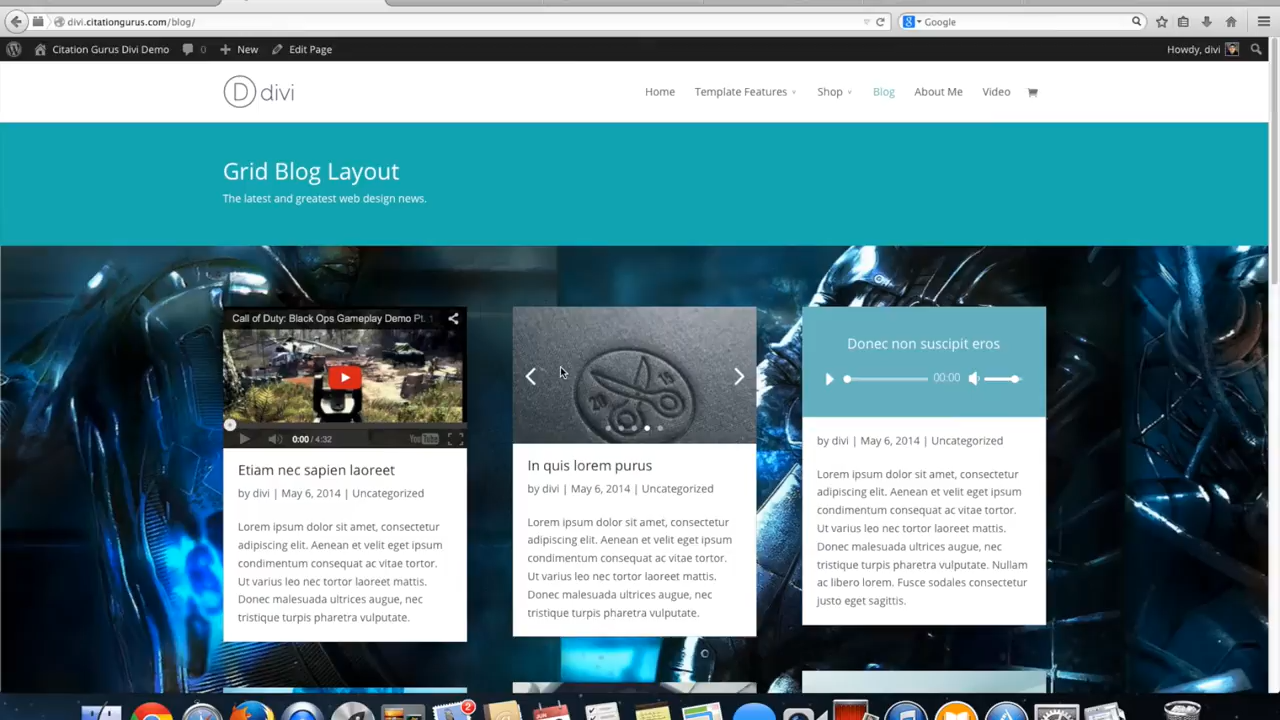 divi.citationgurus.com/blog/
Google
Citation Gurus Divi Demo
0
New
Edit Page
Howdy, divi
D divi
Home
Template Features
Shop
Blog
About Me
Video
Grid Blog Layout
The latest and greatest web design news.
Call of Duty: Black Ops Gameplay Demo Pt. 1
0:00 / 4:32
YouTube
Etiam nec sapien laoreet
by divi | May 6, 2014 | Uncategorized
Lorem ipsum dolor sit amet, consectetur
adipiscing elit. Aenean et velit eget ipsum
condimentum consequat ac vitae tortor.
Ut varius leo nec tortor laoreet mattis.
Donec malesuada ultrices augue, nec
tristique turpis pharetra vulputate.
20
15
In quis lorem purus
by divi | May 6, 2014 | Uncategorized
Lorem ipsum dolor sit amet, consectetur
adipiscing elit. Aenean et velit eget ipsum
condimentum consequat ac vitae tortor.
Ut varius leo nec tortor laoreet mattis.
Donec malesuada ultrices augue, nec
tristique turpis pharetra vulputate.
Donec non suscipit eros
00:00
by divi | May 6, 2014 | Uncategorized
Lorem ipsum dolor sit amet, consectetur
adipiscing elit. Aenean et velit eget ipsum
condimentum consequat ac vitae tortor.
Ut varius leo nec tortor laoreet mattis.
Donec malesuada ultrices augue, nec
tristique turpis pharetra vulputate. Nullam
ac libero lorem. Fusce sodales consectetur
justo eget sagittis.
2